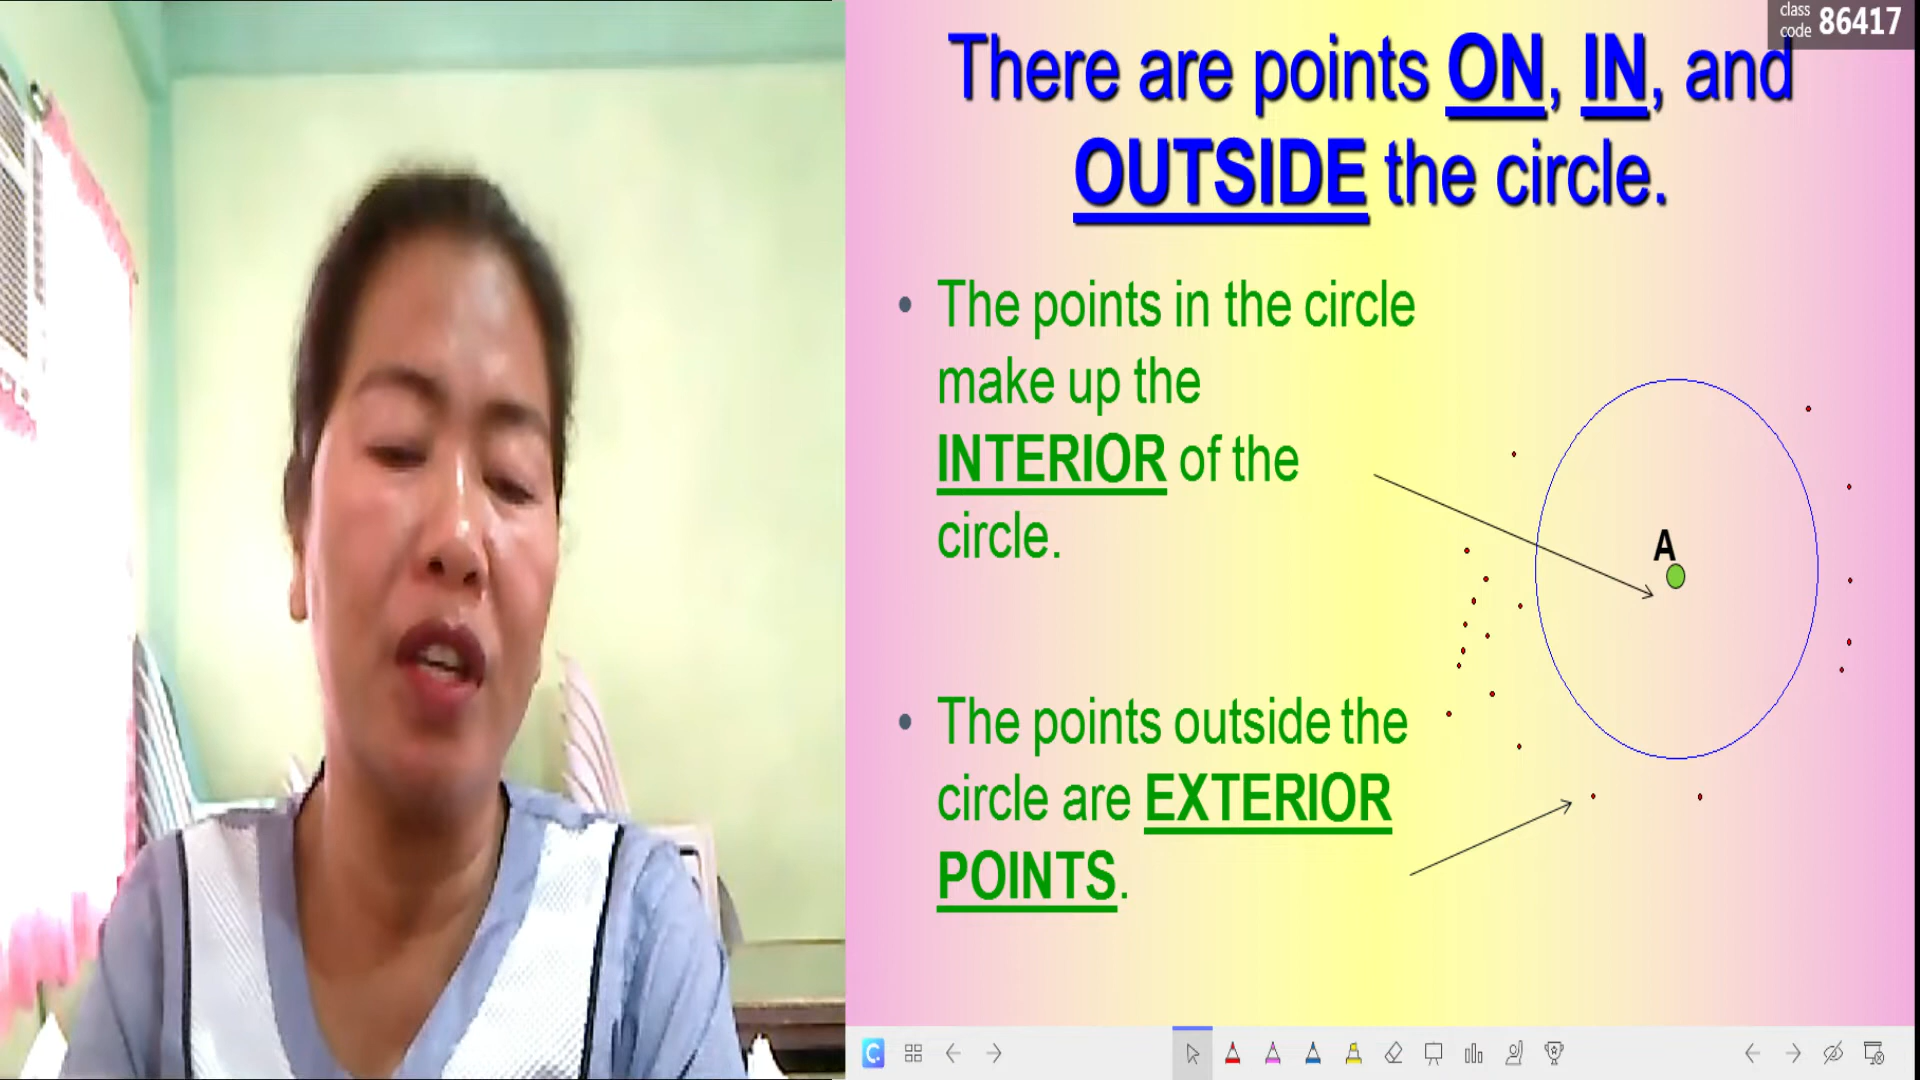 class
code 86417
There are points ON, IN, and
OUTSIDE the circle.
• The points in the circle
make up the
INTERIOR of the
circle.
A
• The points outside the
circle are EXTERIOR
POINTS.